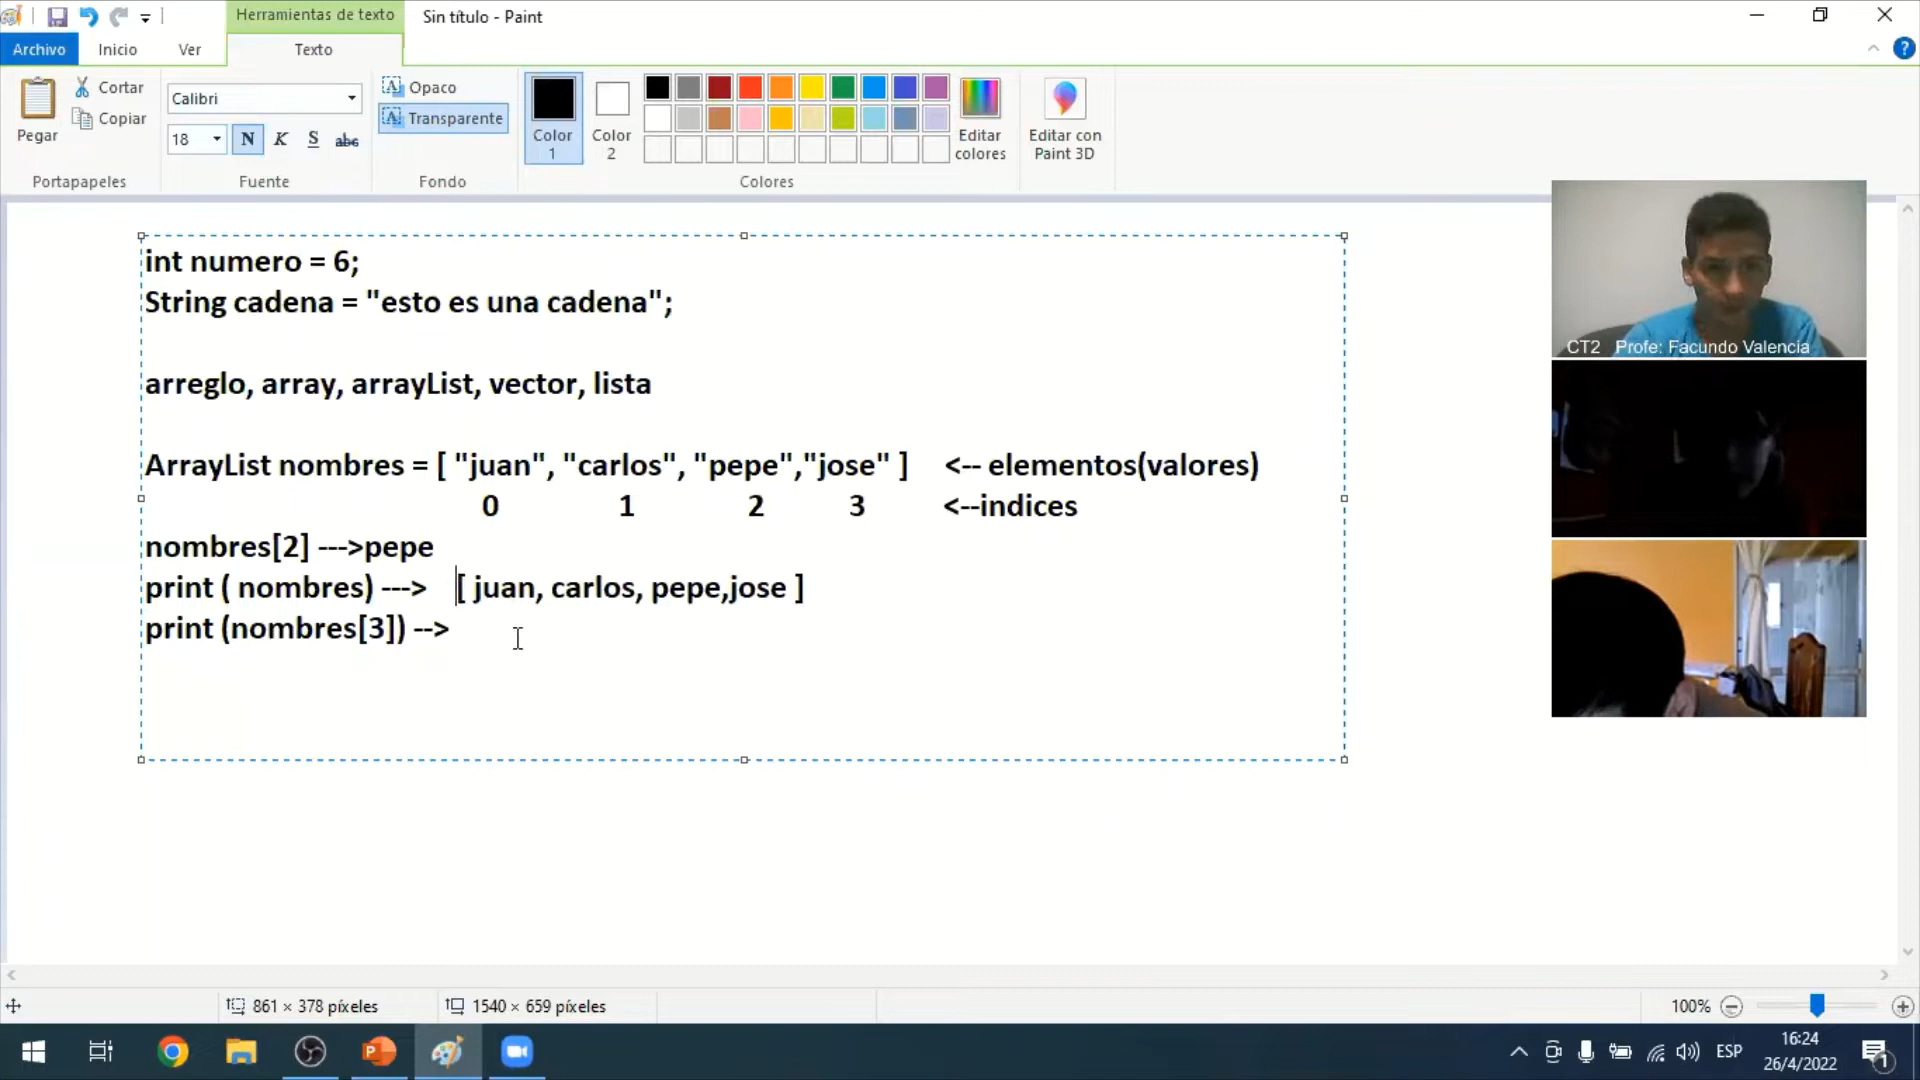 Herramientas de texto
Sin título - Paint
Archivo
Inicio
Ver
Texto
Pegar
Cortar
Copiar
Portapapeles
Calibri
18
N K S abc
Fuente
Opaco
Transparente
Fondo
Color 1
Color 2
Editar colores
Colores
Editar con Paint 3D
int numero = 6;
String cadena = "esto es una cadena";
arreglo, array, arrayList, vector, lista
ArrayList nombres = [ "juan", "carlos", "pepe","jose" ] <-- elementos(valores)
0 1 2 3 <--indices
nombres[2] --->pepe
print ( nombres) ---> [ juan, carlos, pepe,jose ]
print (nombres[3]) -->
CT2 Profe: Facundo Valencia
861 × 378 píxeles
1540 × 659 píxeles
100%
ESP
16:24
26/4/2022
1